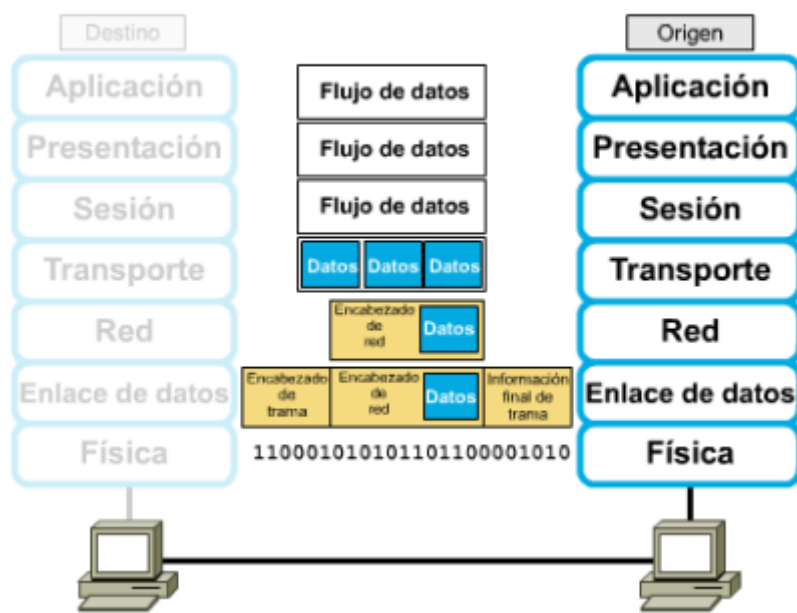 Destino
Origen
Aplicación
Flujo de datos
Aplicación
Presentación
Flujo de datos
Presentación
Sesión
Flujo de datos
Sesión
Transporte
Datos
Datos
Datos
Transporte
Red
Encabezado
de
red
Datos
Red
Enlace de datos
Encabezado
de
trama
Encabezado
de
red
Datos
Información
final de
trama
Enlace de datos
Física
110001010101101100001010
Física